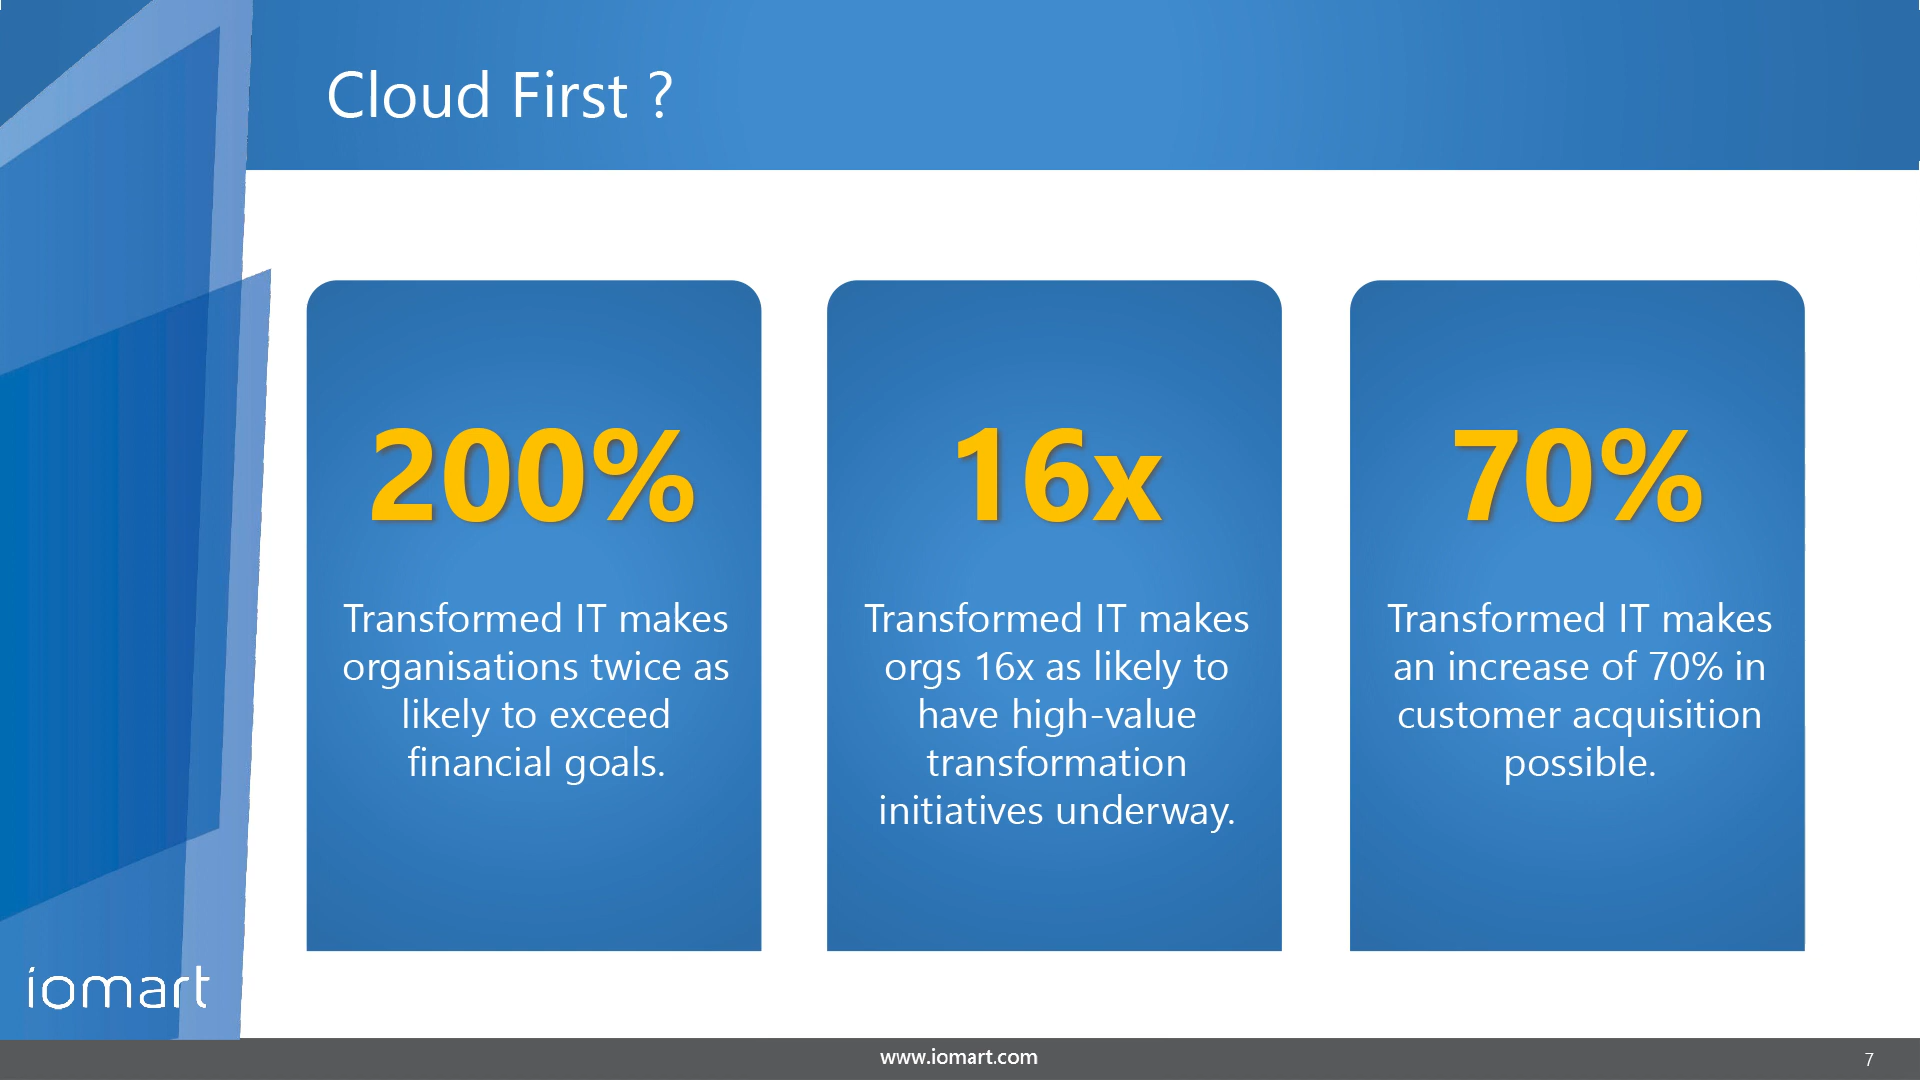 Cloud First ?
200%
Transformed IT makes
organisations twice as
likely to exceed
financial goals.
16x
Transformed IT makes
orgs 16x as likely to
have high-value
transformation
initiatives underway.
70%
Transformed IT makes
an increase of 70% in
customer acquisition
possible.
iomart
www.iomart.com
7